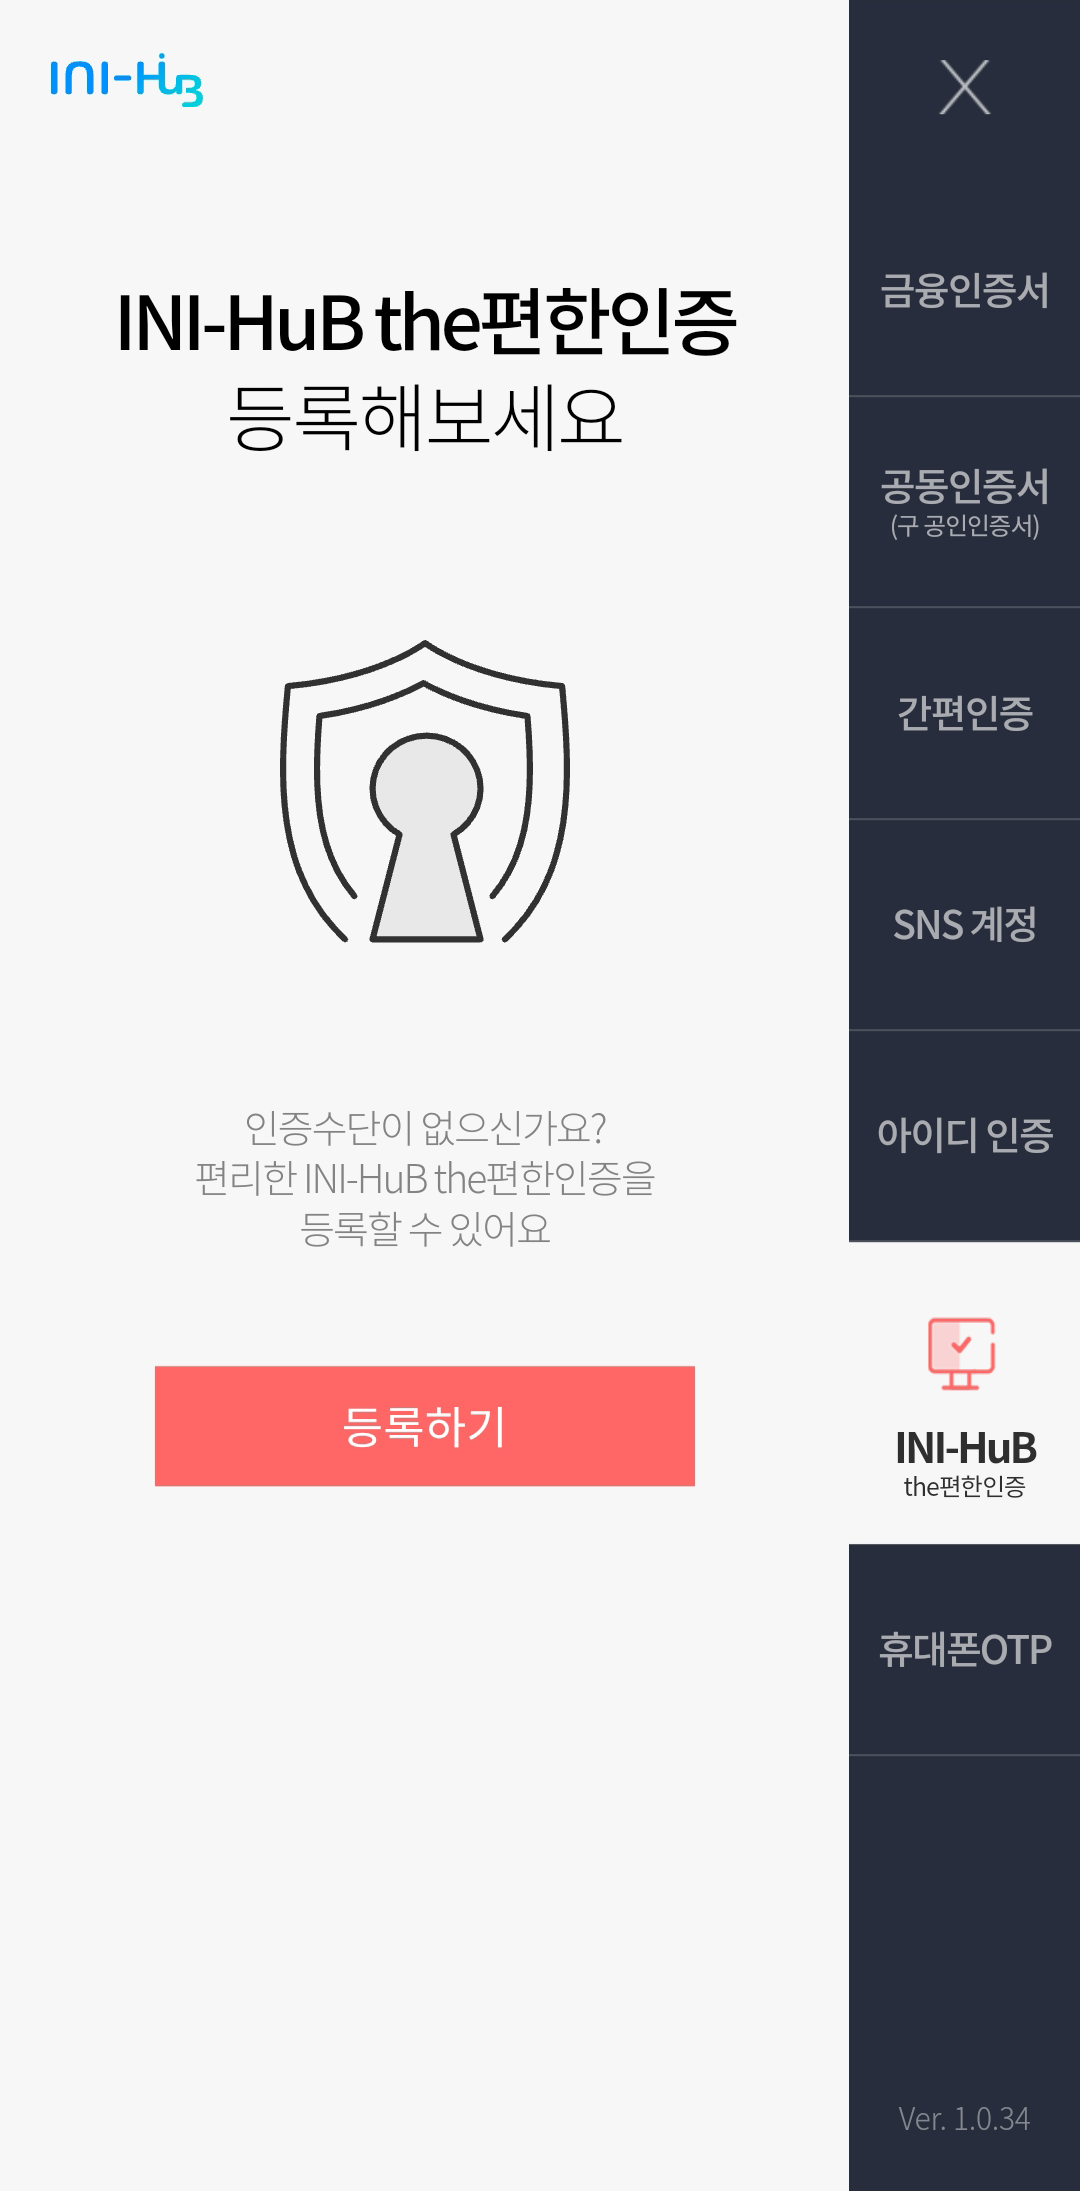 INI-HuB
INI-HuB the편한인증
등록해보세요
인증수단이 없으신가요?
편리한 INI-HuB the편한인증을
등록할 수 있어요
등록하기
금융인증서
공동인증서
(구 공인인증서)
간편인증
SNS 계정
아이디 인증
INI-HuB
the편한인증
휴대폰OTP
Ver. 1.0.34